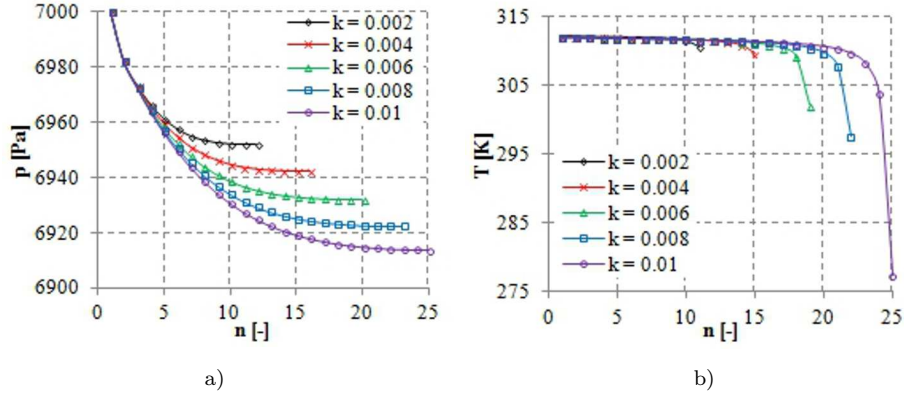 7000
6980
6960
6940
6920
6900
p [Pa]
0 5 10 15 20 25
n [-]
k = 0.002
k = 0.004
k = 0.006
k = 0.008
k = 0.01
a)
315
305
295
285
275
T [K]
0 5 10 15 20 25
n [-]
k = 0.002
k = 0.004
k = 0.006
k = 0.008
k = 0.01
b)